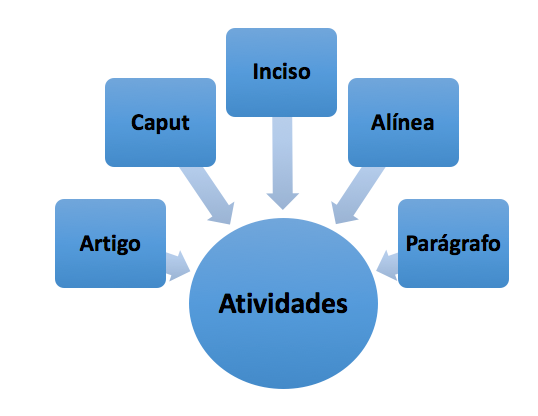 Inciso
Caput
Alínea
Artigo
Parágrafo
Atividades